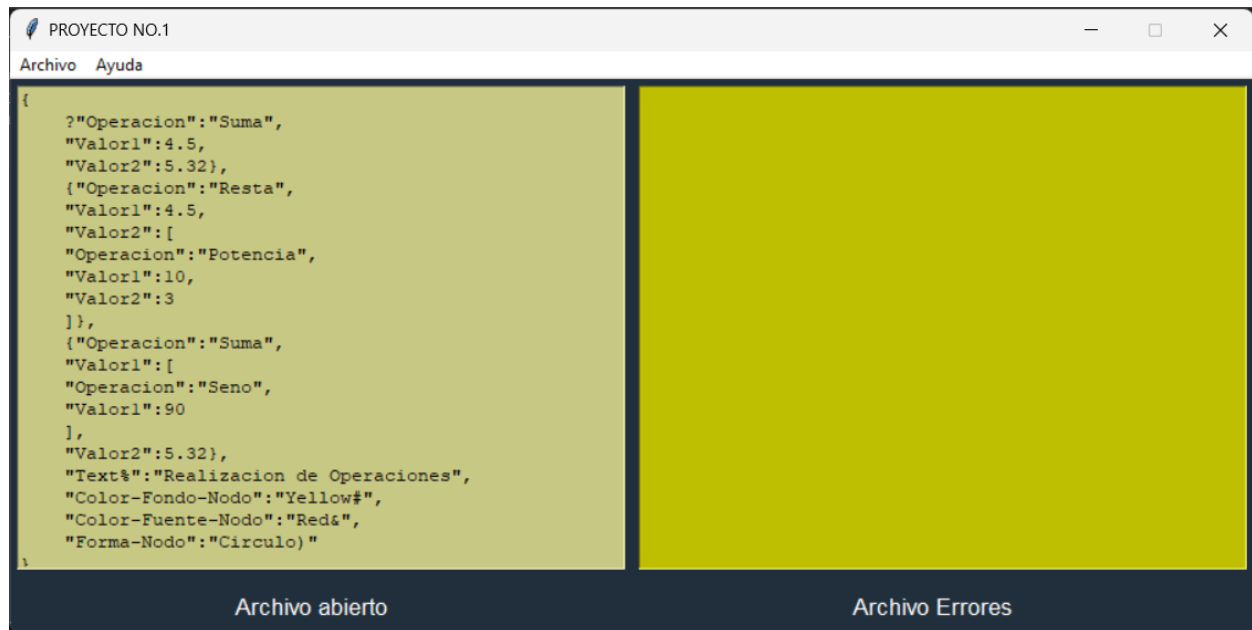 PROYECTO NO.1
Archivo Ayuda
{
?"Operacion":"Suma",
"Valor1":4.5,
"Valor2":5.32},
{"Operacion":"Resta",
"Valor1":4.5,
"Valor2":[
"Operacion":"Potencia",
"Valor1":10,
"Valor2":3
]},
{"Operacion":"Suma",
"Valor1":[
"Operacion":"Seno",
"Valor1":90
],
"Valor2":5.32},
"Text%":"Realizacion de Operaciones",
"Color-Fondo-Nodo":"Yellow#",
"Color-Fuente-Nodo":"Red&",
"Forma-Nodo":"Circulo)"
}
Archivo abierto
Archivo Errores